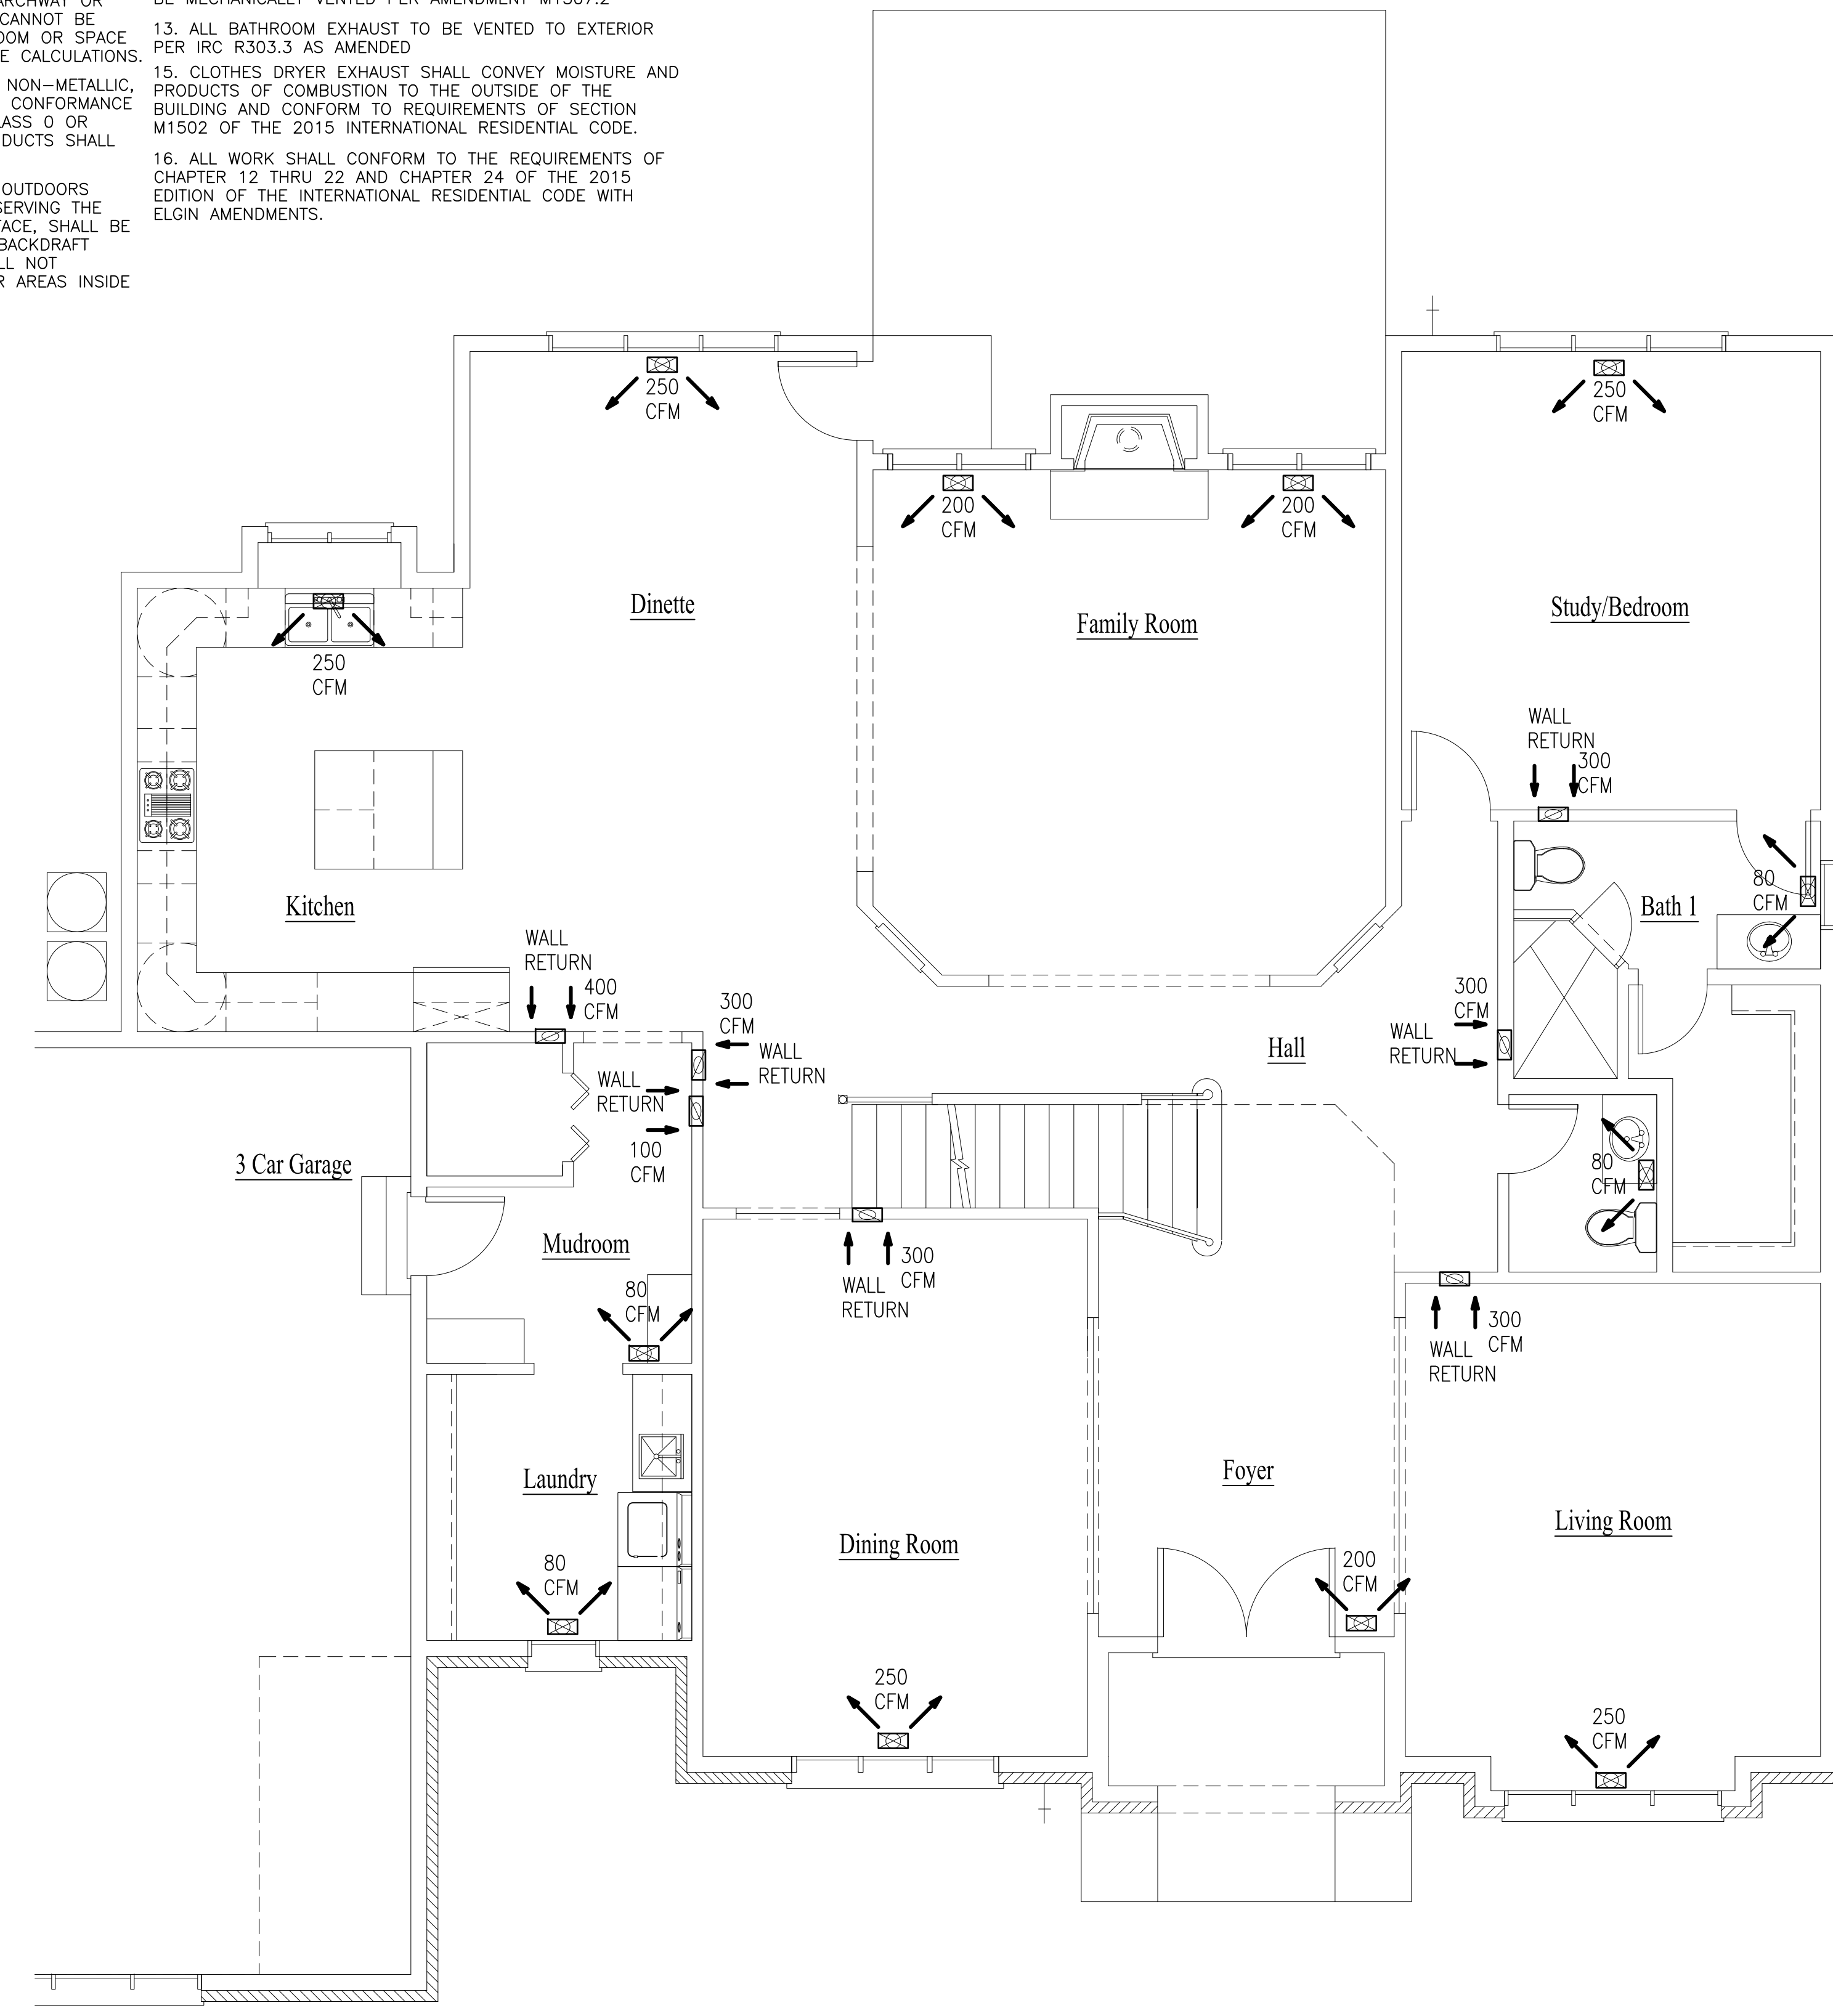 ARCHWAY OR
CANNOT BE
OOM OR SPACE
E CALCULATIONS.
NON-METALLIC,
CONFORMANCE
LASS 0 OR
DUCTS SHALL
OUTDOORS
SERVING THE
FACE, SHALL BE
BACKDRAFT
LL NOT
R AREAS INSIDE
BE MECHANICALLY VENTED PER AMENDMENT M1507.2
13. ALL BATHROOM EXHAUST TO BE VENTED TO EXTERIOR
PER IRC R303.3 AS AMENDED
15. CLOTHES DRYER EXHAUST SHALL CONVEY MOISTURE AND
PRODUCTS OF COMBUSTION TO THE OUTSIDE OF THE
BUILDING AND CONFORM TO REQUIREMENTS OF SECTION
M1502 OF THE 2015 INTERNATIONAL RESIDENTIAL CODE.
16. ALL WORK SHALL CONFORM TO THE REQUIREMENTS OF
CHAPTER 12 THRU 22 AND CHAPTER 24 OF THE 2015
EDITION OF THE INTERNATIONAL RESIDENTIAL CODE WITH
ELGIN AMENDMENTS.
250
CFM
250
CFM
200
CFM
200
CFM
Dinette
Family Room
Study/Bedroom
250
CFM
WALL
RETURN
300
CFM
80
CFM
Kitchen
Bath 1
WALL
RETURN
400
CFM
300
CFM
WALL
RETURN
300
CFM
WALL
RETURN
Hall
WALL
RETURN
100
CFM
3 Car Garage
80
CFM
Mudroom
300
CFM
WALL
RETURN
80
CFM
300
CFM
WALL
RETURN
Laundry
Foyer
Living Room
Dining Room
80
CFM
200
CFM
250
CFM
250
CFM